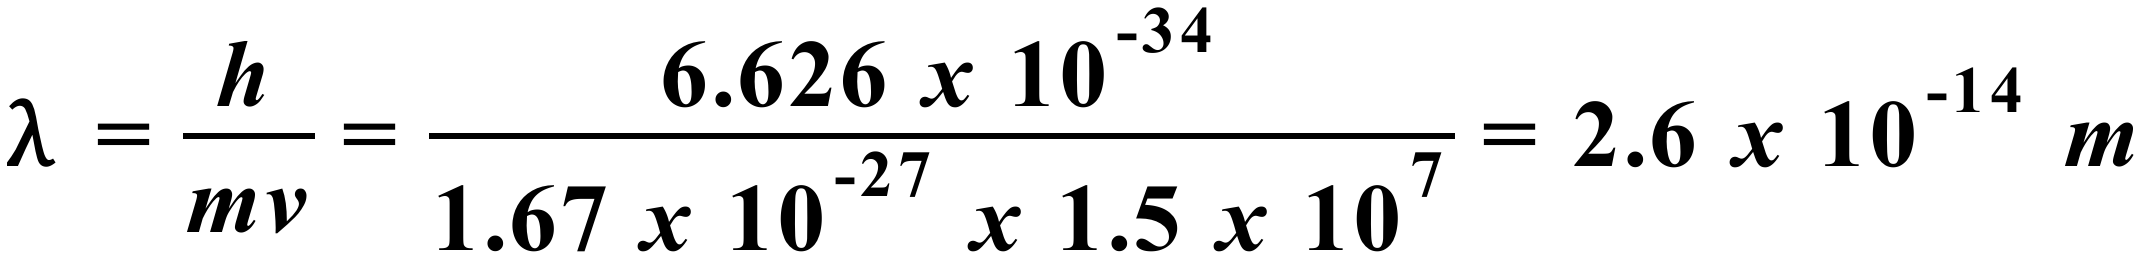 λ = h/mv = 6.626 x 10^-34 / 1.67 x 10^-27 x 1.5 x 10^7 = 2.6 x 10^-14 m